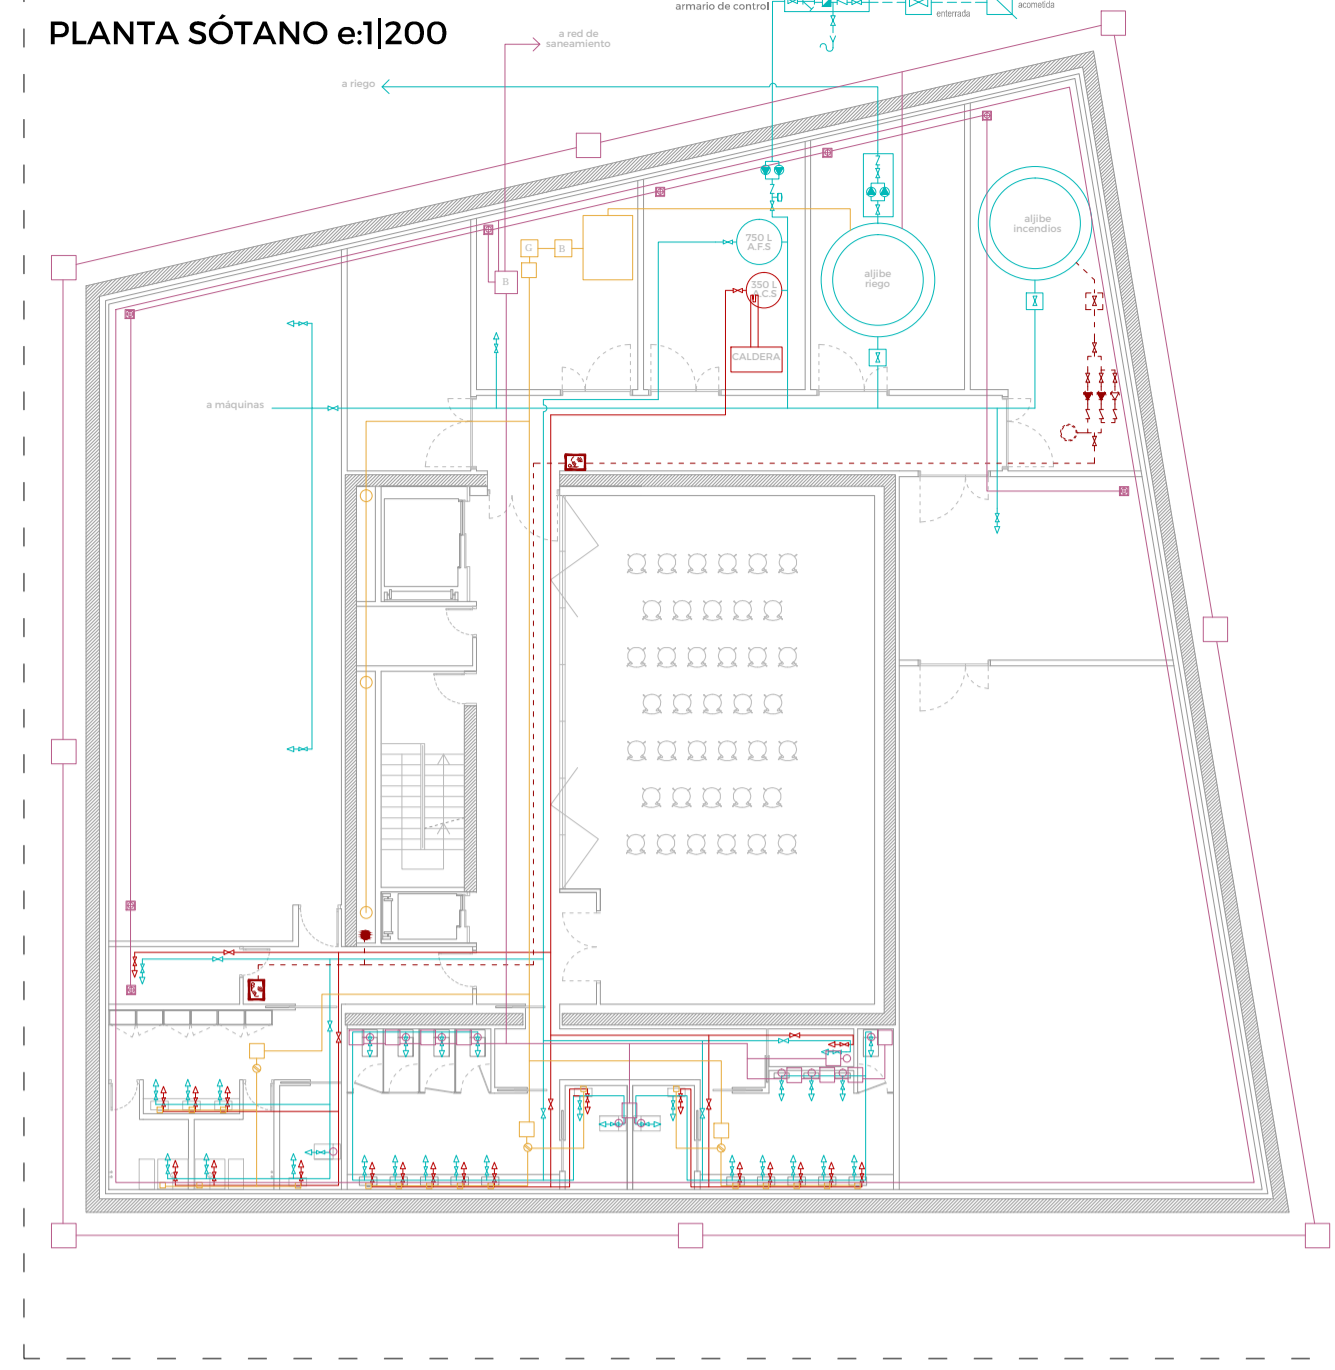 armario de control
enterrada
acometida
PLANTA SÓTANO e:1|200
a red de
saneamiento
a riego
aljibe
incendios
750 L
A.F.S
G
B
B
aljibe
riego
350 L
A.C.S
CALDERA
a máquinas